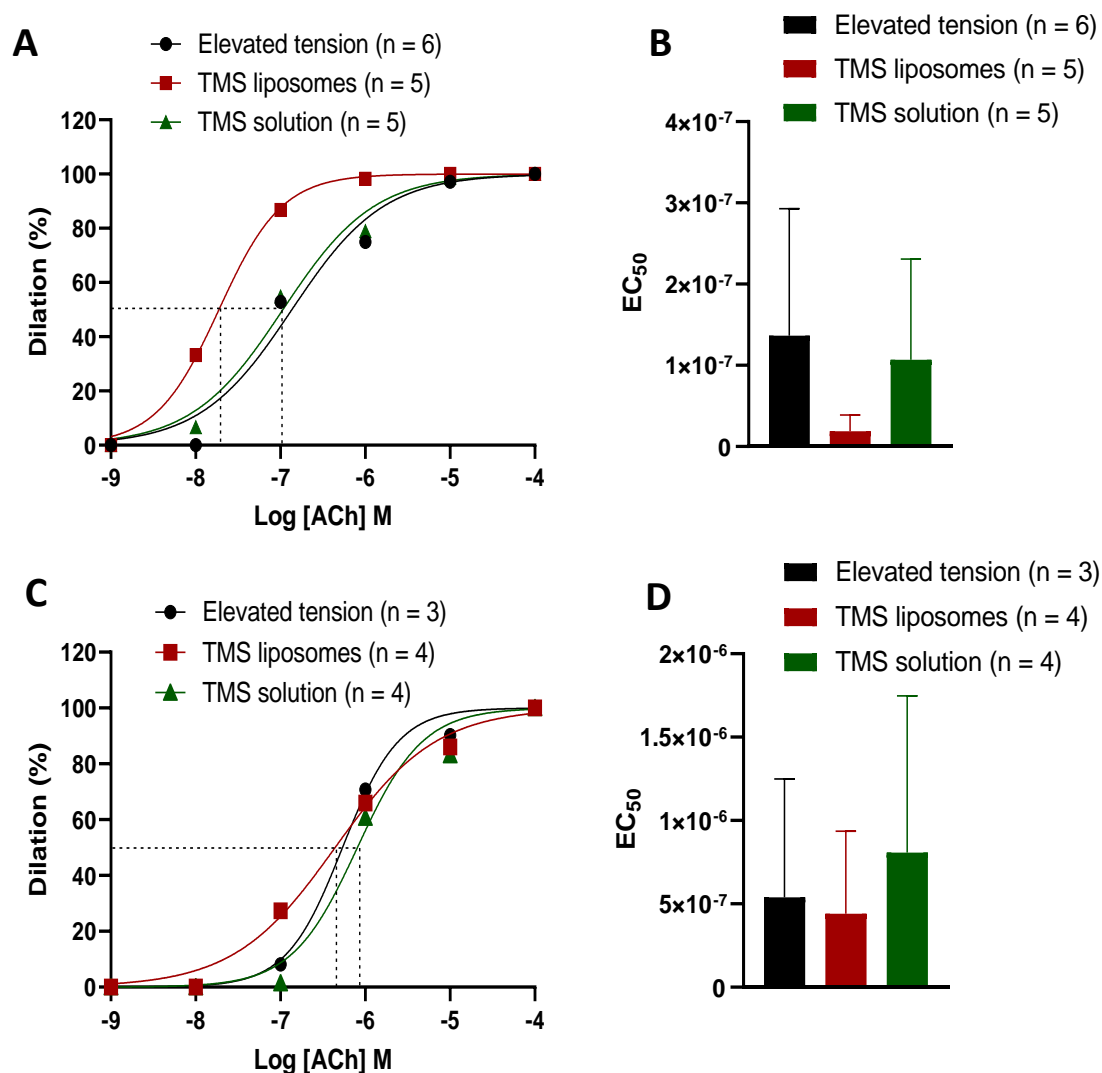 A
Elevated tension (n = 6)
TMS liposomes (n = 5)
TMS solution (n = 5)
120
100
80
60
40
20
0
Dilation (%)
-9 -8 -7 -6 -5 -4
Log [ACh] M
B
Elevated tension (n = 6)
TMS liposomes (n = 5)
TMS solution (n = 5)
4×10⁻⁷
3×10⁻⁷
2×10⁻⁷
1×10⁻⁷
0
EC₅₀
C
Elevated tension (n = 3)
TMS liposomes (n = 4)
TMS solution (n = 4)
120
100
80
60
40
20
0
Dilation (%)
-9 -8 -7 -6 -5 -4
Log [ACh] M
D
Elevated tension (n = 3)
TMS liposomes (n = 4)
TMS solution (n = 4)
2×10⁻⁶
1.5×10⁻⁶
1×10⁻⁶
5×10⁻⁷
0
EC₅₀